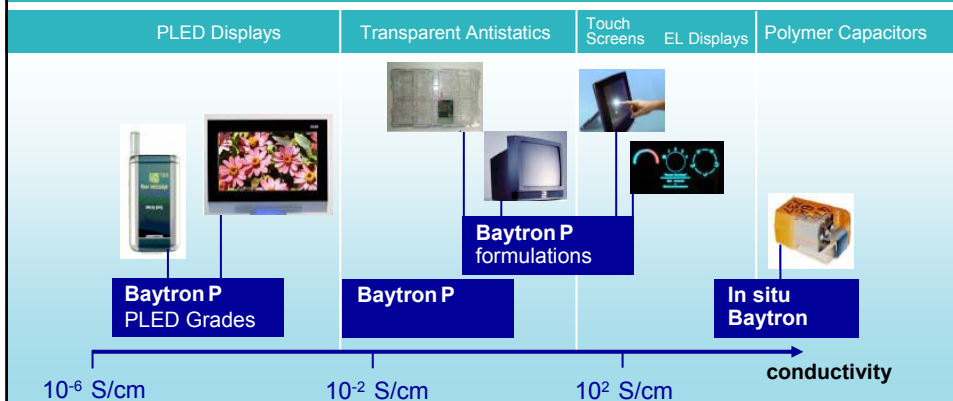 PLED Displays
Transparent Antistatics
Touch
Screens
EL Displays
Polymer Capacitors
Baytron P
formulations
Baytron P
PLED Grades
Baytron P
In situ
Baytron
conductivity
10⁻⁶ S/cm
10⁻² S/cm
10² S/cm